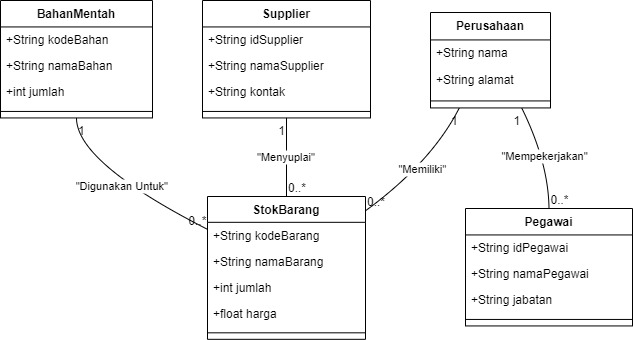 BahanMentah
+String kodeBahan
+String namaBahan
+int jumlah
Supplier
+String idSupplier
+String namaSupplier
+String kontak
Perusahaan
+String nama
+String alamat
1
1
1
1
"Digunakan Untuk"
"Menyuplai"
"Memiliki"
"Mempekerjakan"
0..*
0..*
0..*
0..*
StokBarang
+String kodeBarang
+String namaBarang
+int jumlah
+float harga
Pegawai
+String idPegawai
+String namaPegawai
+String jabatan